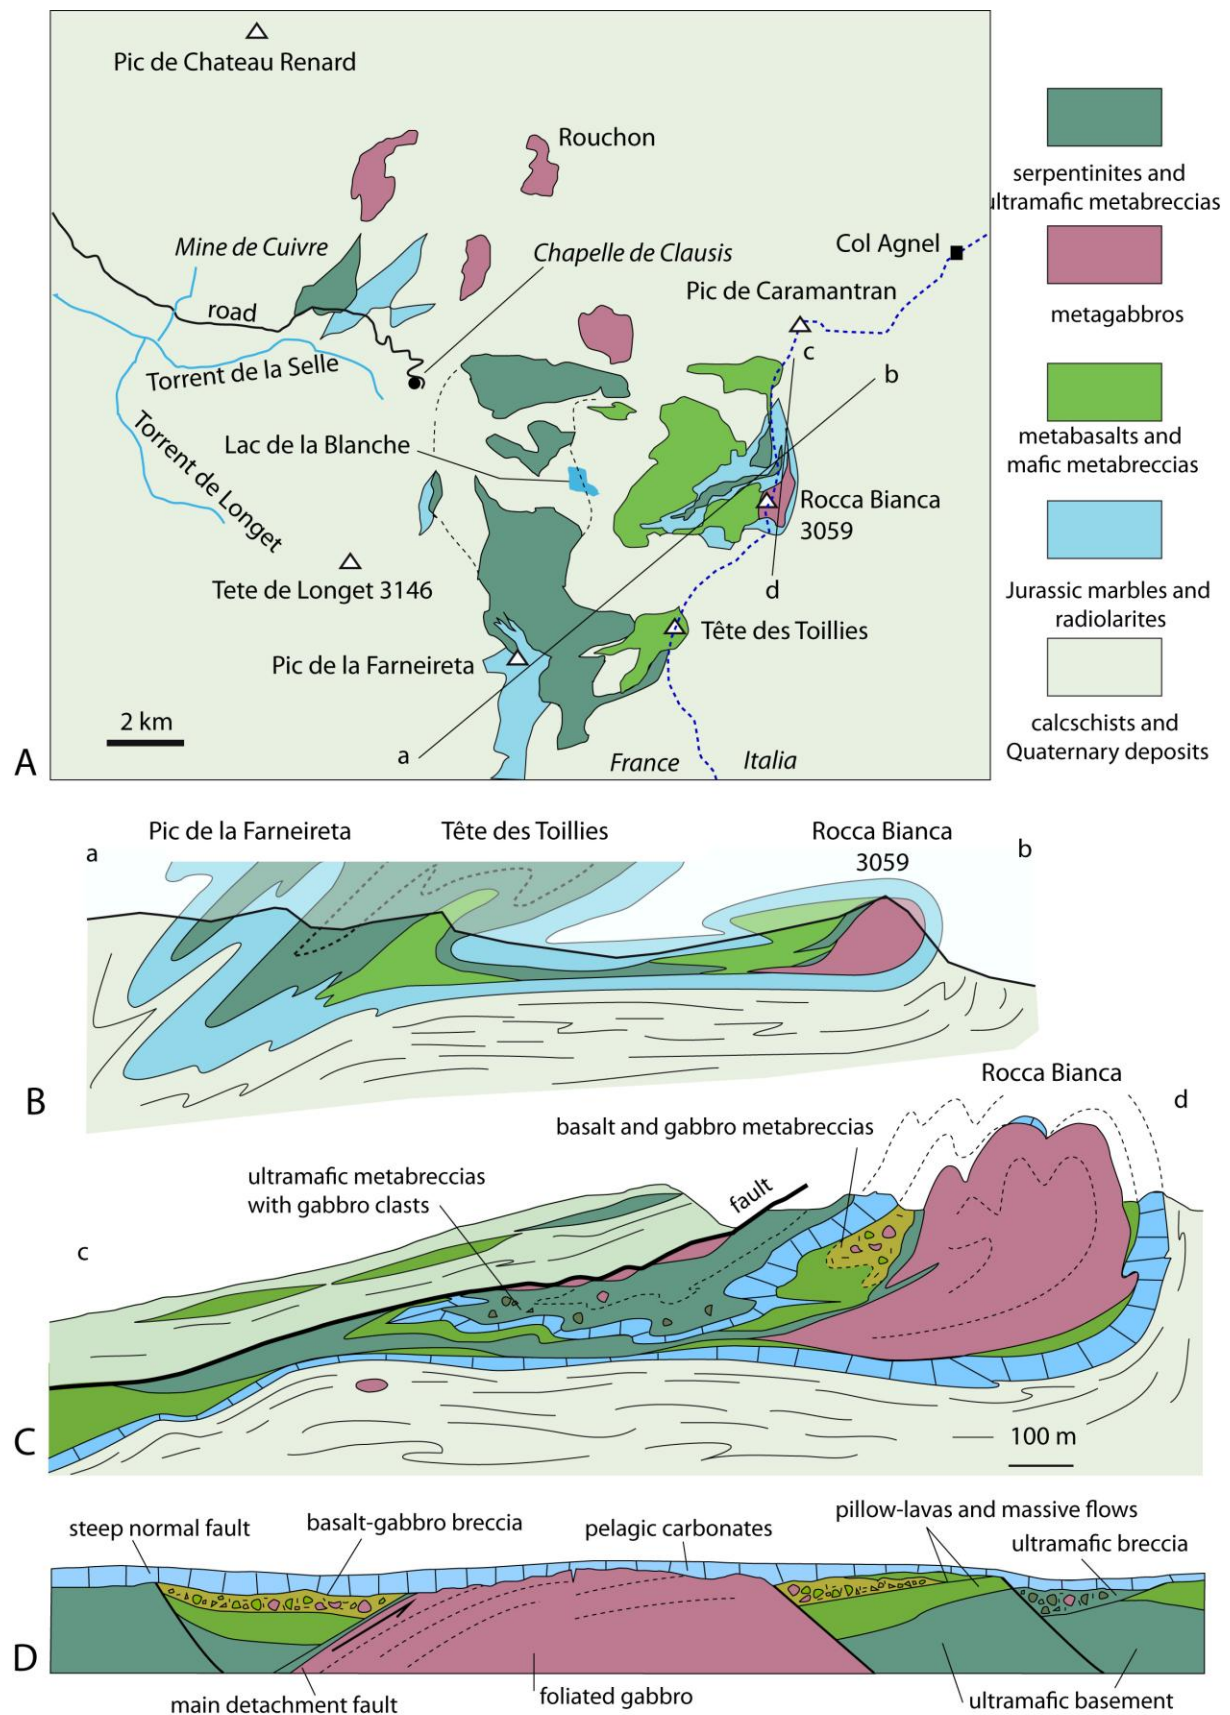 Pic de Chateau Renard
Rouchon
Mine de Cuivre
Chapelle de Clausis
Col Agnel
road
Pic de Caramantran
c
b
Torrent de la Selle
Torrent de Longet
Lac de la Blanche
Rocca Bianca
3059
Tete de Longet 3146
d
Tête des Toillies
Pic de la Farneireta
2 km
a
France
Italia
A
serpentinites and
ultramafic metabreccias
metagabbros
metabasalts and
mafic metabreccias
Jurassic marbles and
radiolarites
calcschists and
Quaternary deposits
Pic de la Farneireta
Tête des Toillies
Rocca Bianca
3059
a
b
B
Rocca Bianca
d
basalt and gabbro metabreccias
ultramafic metabreccias
with gabbro clasts
fault
c
C
100 m
steep normal fault
basalt-gabbro breccia
pelagic carbonates
pillow-lavas and massive flows
ultramafic breccia
D
main detachment fault
foliated gabbro
ultramafic basement